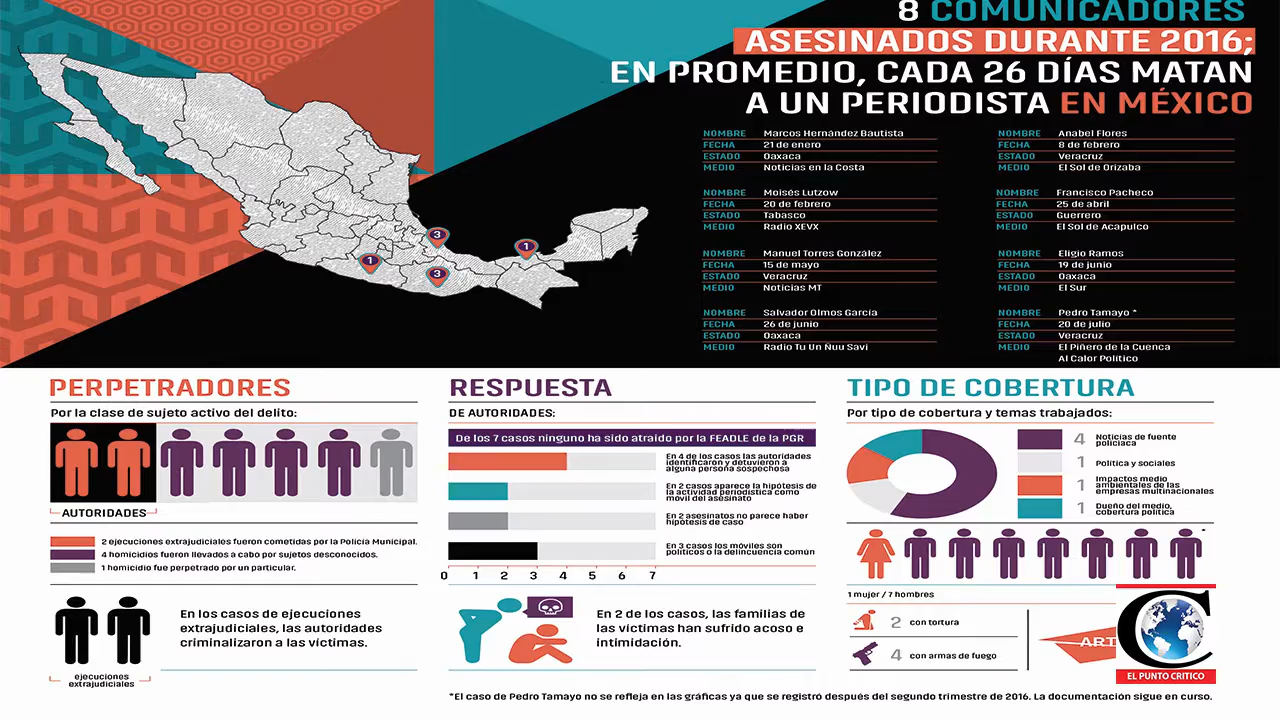 8 COMUNICADORES
ASESINADOS DURANTE 2016;
EN PROMEDIO, CADA 26 DÍAS MATAN
A UN PERIODISTA EN MÉXICO
NOMBRE Marcos Hernández Bautista
FECHA 21 de enero
ESTADO Oaxaca
MEDIO Noticias en la Costa
NOMBRE Anabel Flores
FECHA 8 de febrero
ESTADO Veracruz
MEDIO El Sol de Orizaba
NOMBRE Moisés Lutzow
FECHA 20 de febrero
ESTADO Tabasco
MEDIO Radio XEVX
NOMBRE Francisco Pacheco
FECHA 25 de abril
ESTADO Guerrero
MEDIO El Sol de Acapulco
NOMBRE Manuel Torres González
FECHA 15 de mayo
ESTADO Veracruz
MEDIO Noticias MT
NOMBRE Eligio Ramos
FECHA 19 de junio
ESTADO Oaxaca
MEDIO El Sur
NOMBRE Salvador Olmos García
FECHA 26 de junio
ESTADO Oaxaca
MEDIO Radio Tu Un Ñuu Savi
NOMBRE Pedro Tamayo *
FECHA 20 de julio
ESTADO Veracruz
MEDIO El Piñero de la Cuenca
Al Calor Político
3
1
1
3
PERPETRADORES
Por la clase de sujeto activo del delito:
AUTORIDADES
2 ejecuciones extrajudiciales fueron cometidas por la Policía Municipal.
4 homicidios fueron llevados a cabo por sujetos desconocidos.
1 homicidio fue perpetrado por un particular.
En los casos de ejecuciones
extrajudiciales, las autoridades
criminalizaron a las víctimas.
ejecuciones
extrajudiciales
RESPUESTA
DE AUTORIDADES:
De los 7 casos ninguno ha sido atraído por la FEADLE de la PGR
En 4 de los casos las autoridades
identificaron y detuvieron a
alguna persona sospechosa
En 2 casos aparece la hipótesis de
la actividad periodística como
móvil del asesinato
En 2 asesinatos no parece haber
hipótesis de caso
En 3 casos los móviles son
políticos o la delincuencia común
0 1 2 3 4 5 6 7
En 2 de los casos, las familias de
las víctimas han sufrido acoso e
intimidación.
TIPO DE COBERTURA
Por tipo de cobertura y temas trabajados:
4 Noticias de fuente
policiaca
1 Política y sociales
1 Impactos medio
ambientales de las
empresas multinacionales
1 Dueño del medio,
cobertura política
1 mujer / 7 hombres
2 con tortura
4 con armas de fuego
ART
C
EL PUNTO CRITICO
*El caso de Pedro Tamayo no se refleja en las gráficas ya que se registró después del segundo trimestre de 2016. La documentación sigue en curso.